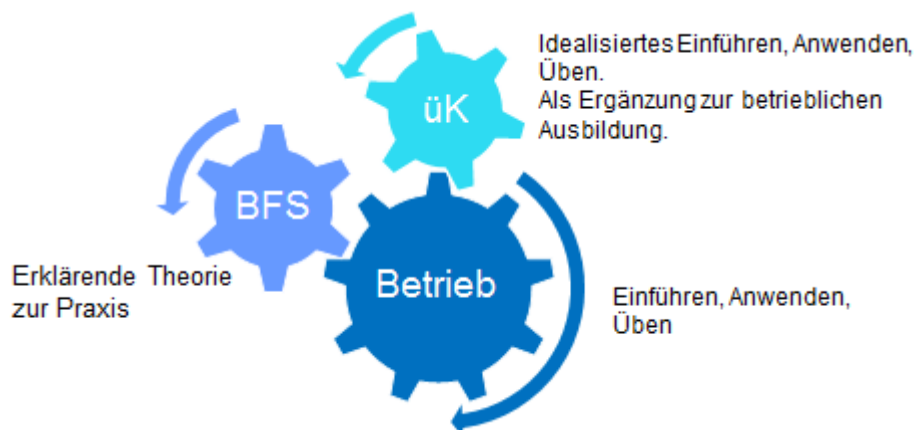 Idealisiertes Einführen, Anwenden,
Üben.
Als Ergänzung zur betrieblichen
Ausbildung.
üK
BFS
Betrieb
Erklärende Theorie
zur Praxis
Einführen, Anwenden,
Üben